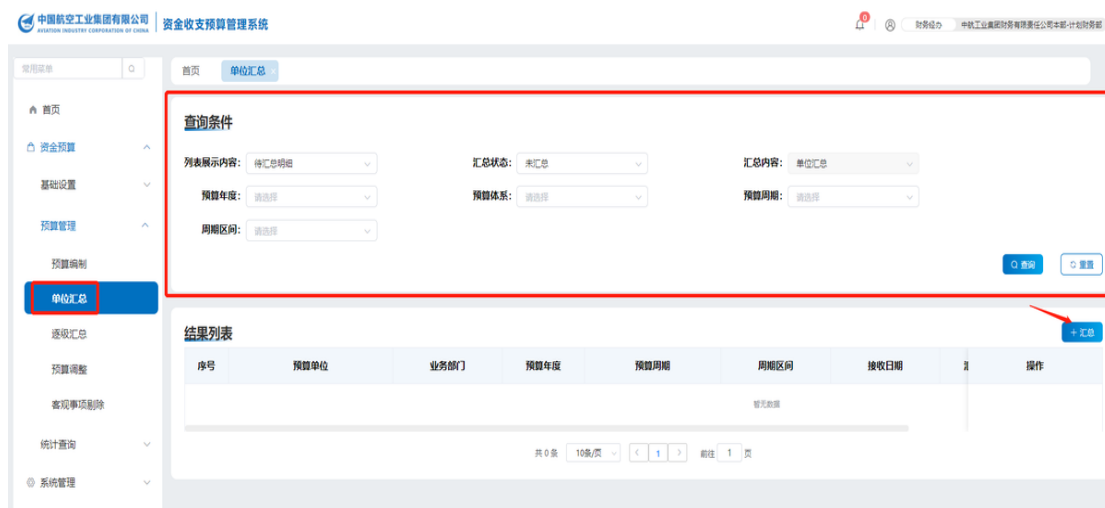 中国航空工业集团有限公司 资金收支预算管理系统
AVIATION INDUSTRY CORPORATION OF CHINA
0 财务经办 中航工业集团财务有限责任公司本部-计划财务部
常用菜单 首页 单位汇总 ×
首页
资金预算
基础设置
预算管理
预算编制
单位汇总
逐级汇总
预算调整
客观事项剔除
统计查询
系统管理
查询条件
列表展示内容: 待汇总明细 汇总状态: 未汇总 汇总内容: 单位汇总
预算年度: 请选择 预算体系: 请选择 预算周期: 请选择
周期区间: 请选择
查询 重置
结果列表 + 汇总
序号 预算单位 业务部门 预算年度 预算周期 周期区间 接收日期 操作
暂无数据
共 0 条 10条/页 < 1 > 前往 1 页